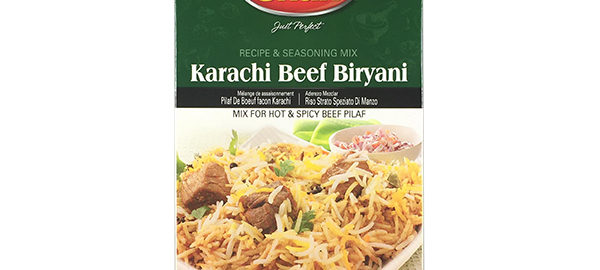 Just Perfect
RECIPE & SEASONING MIX
Karachi Beef Biryani
Mélange de assaisonnement
Pilaf De Boeuf facon Karachi
Aderezo Mezclar
Riso Strato Speziato Di Manzo
MIX FOR HOT & SPICY BEEF PILAF